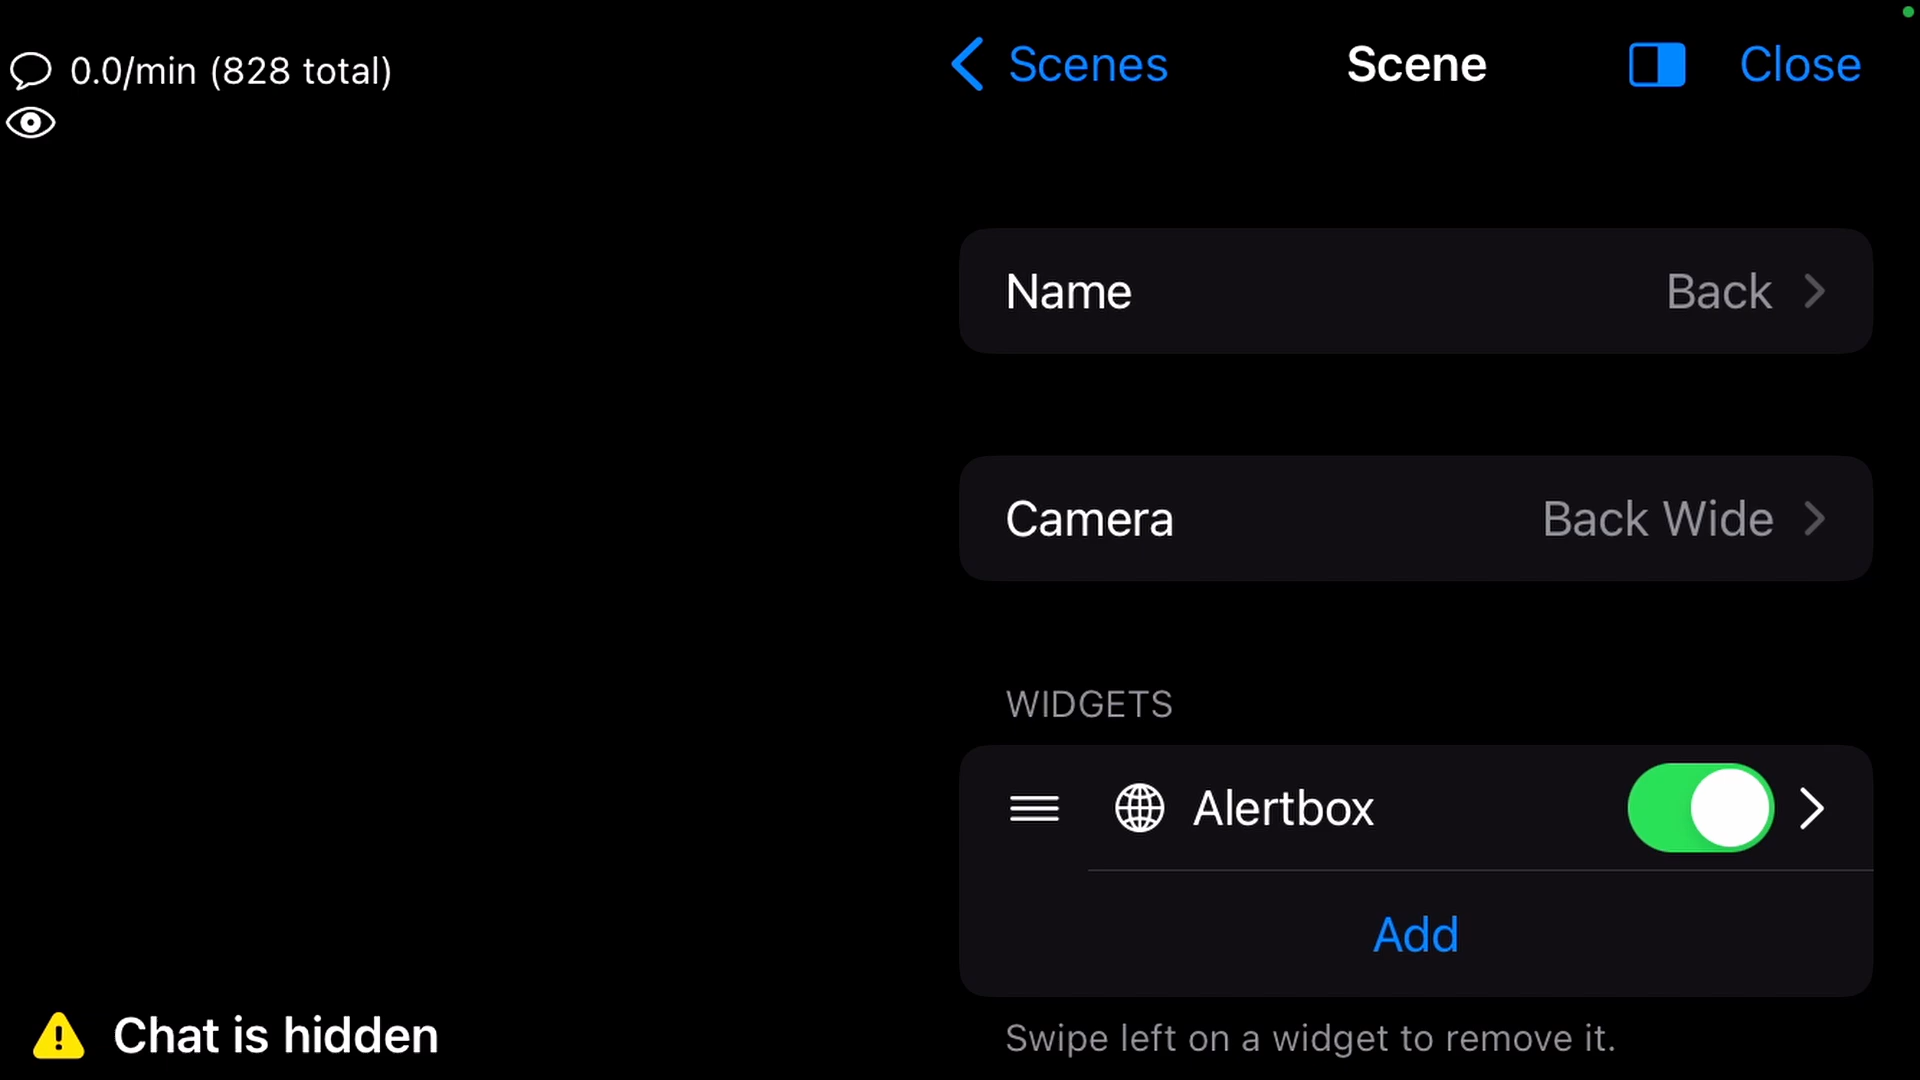 0.0/min (828 total)
Scenes
Scene
Close
Name
Back
Camera
Back Wide
WIDGETS
Alertbox
Add
Swipe left on a widget to remove it.
Chat is hidden